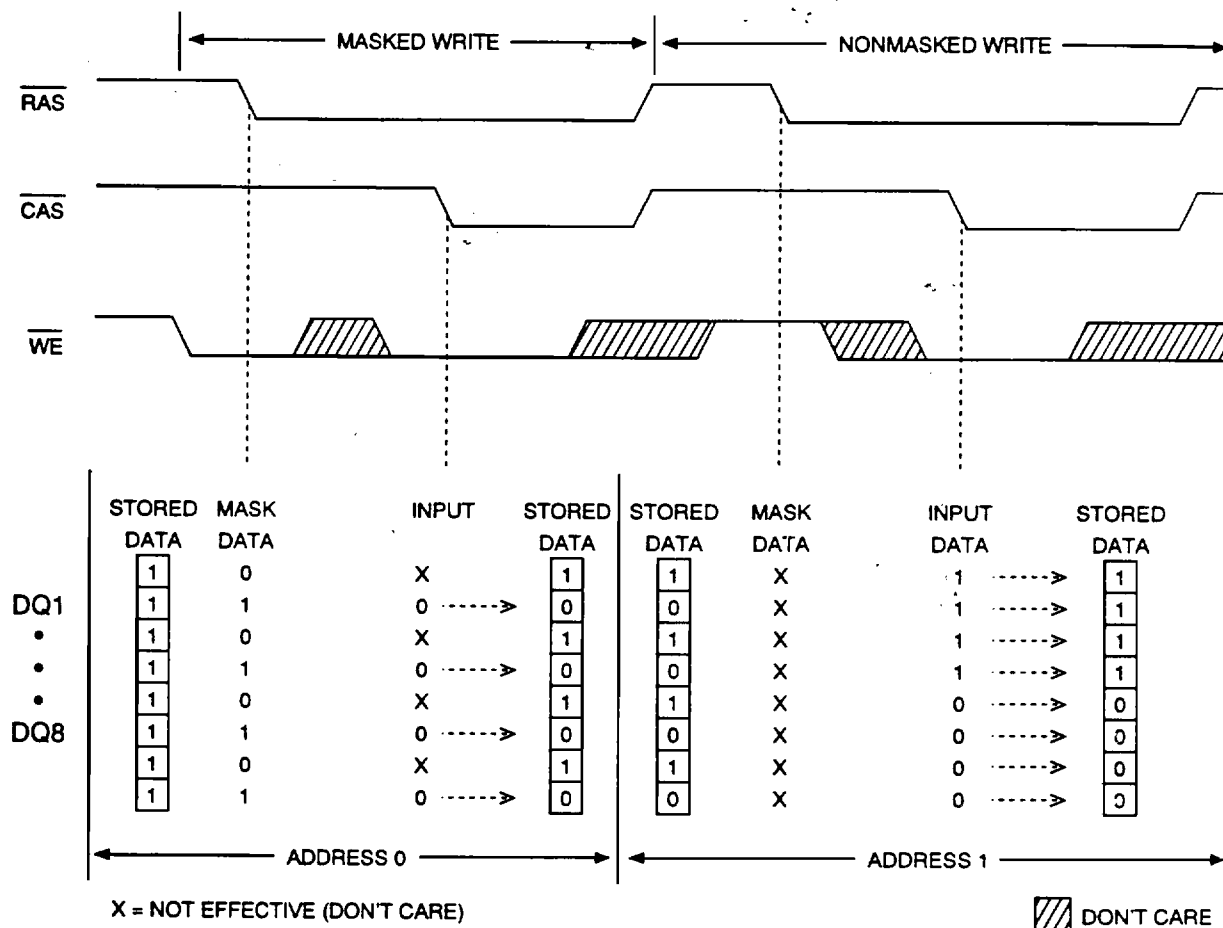 MASKED WRITE NONMASKED WRITE
RAS
CAS
WE
STORED MASK INPUT STORED STORED MASK INPUT STORED
DATA DATA DATA DATA DATA DATA DATA
1 0 X 1 1 X 1 1
DQ1 1 1 0 0 0 X 1 1
• 1 0 X 1 1 X 1 1
• 1 1 0 0 0 X 1 1
• 1 0 X 1 1 X 0 0
DQ8 1 1 0 0 0 X 0 0
1 0 X 1 1 X 0 0
1 1 0 0 0 X 0
ADDRESS 0 ADDRESS 1
X = NOT EFFECTIVE (DON'T CARE) DON'T CARE